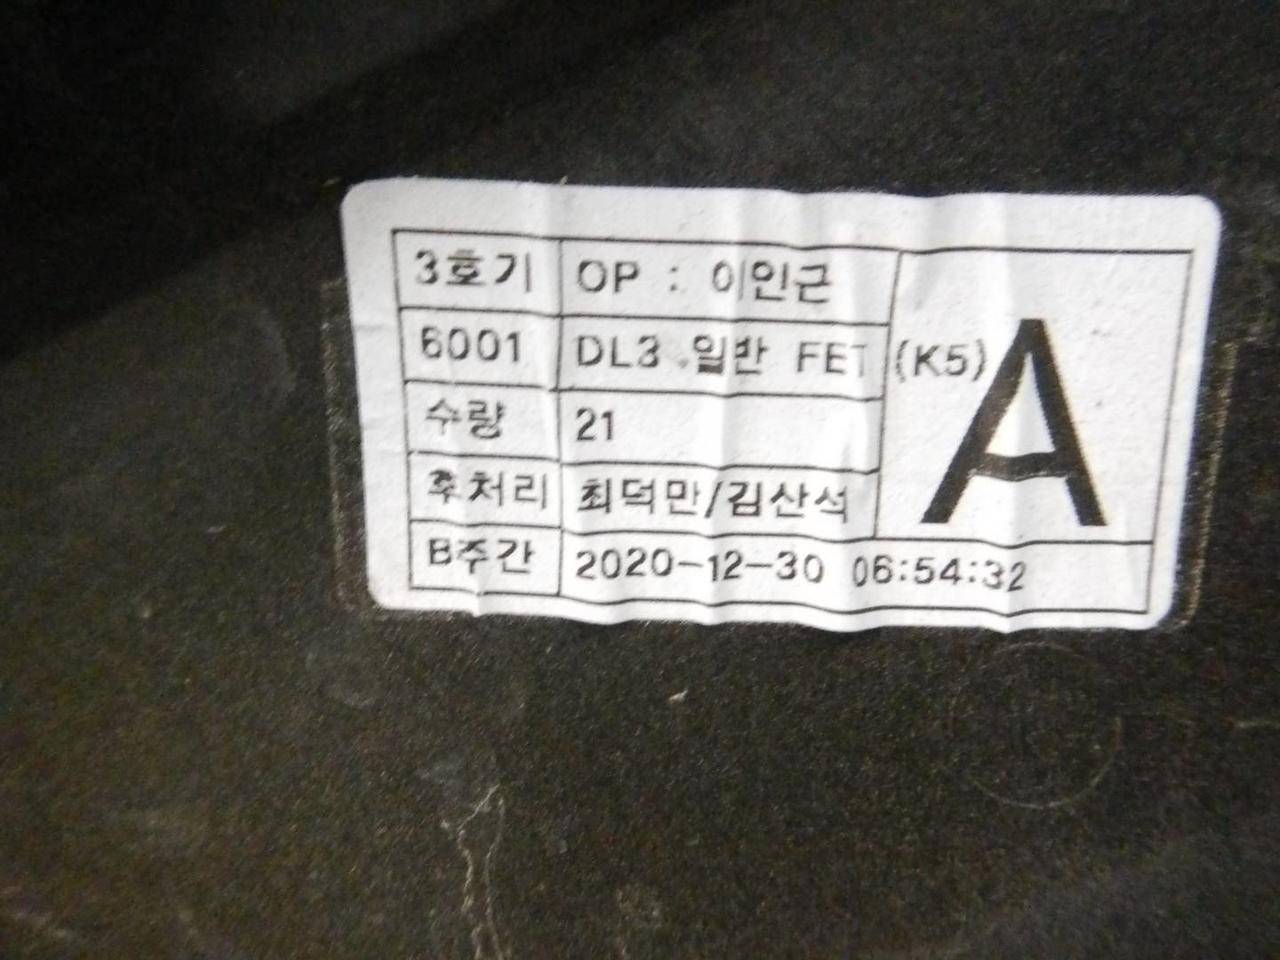 3호기 OP : 이인근
6001 DL3 일반 FET (K5)
A
수량 21
후처리 최덕만/김산석
B주간 2020-12-30 06:54:32